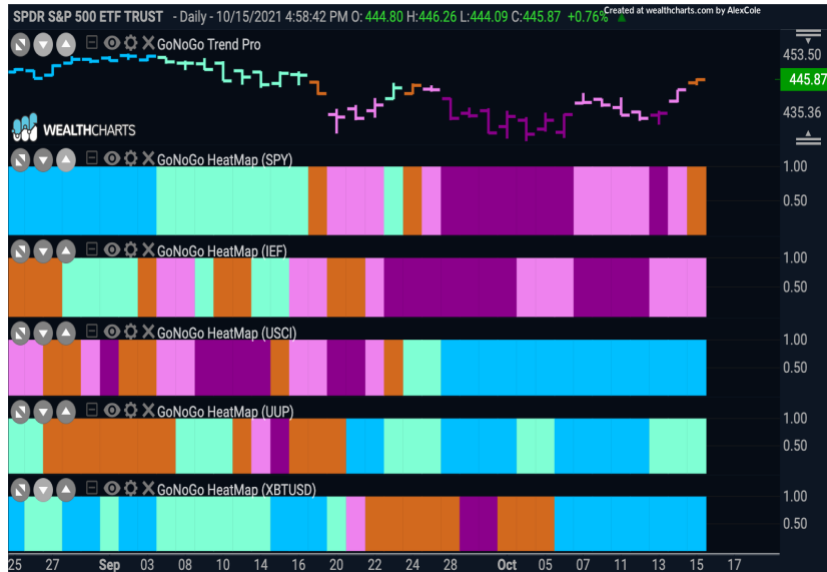 SPDR S&P 500 ETF TRUST - Daily - 10/15/2021 4:58:42 PM O: 444.80 H:446.26 L:444.09 C:445.87 +0.76%
Created at wealthcharts.com by AlexCole
GoNoGo Trend Pro
453.50
445.87
435.36
WEALTHCHARTS
GoNoGo HeatMap (SPY)
1.00
0.50
GoNoGo HeatMap (IEF)
1.00
0.50
GoNoGo HeatMap (USCI)
1.00
0.50
GoNoGo HeatMap (UUP)
1.00
0.50
GoNoGo HeatMap (XBTUSD)
1.00
0.50
25 27 Sep 03 08 10 14 16 20 22 24 28 Oct 05 07 11 13 15 17